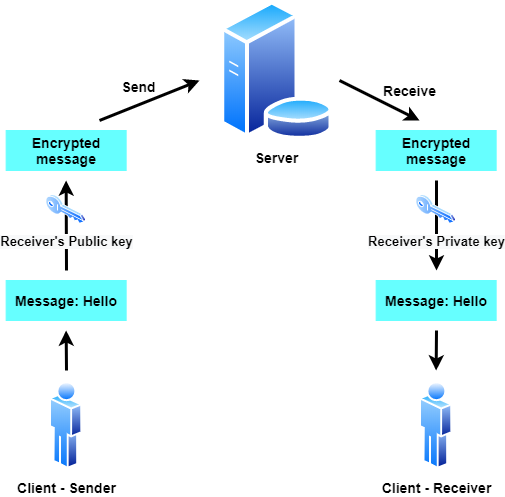 Send
Receive
Encrypted
message
Server
Encrypted
message
Receiver's Public key
Receiver's Private key
Message: Hello
Message: Hello
Client - Sender
Client - Receiver